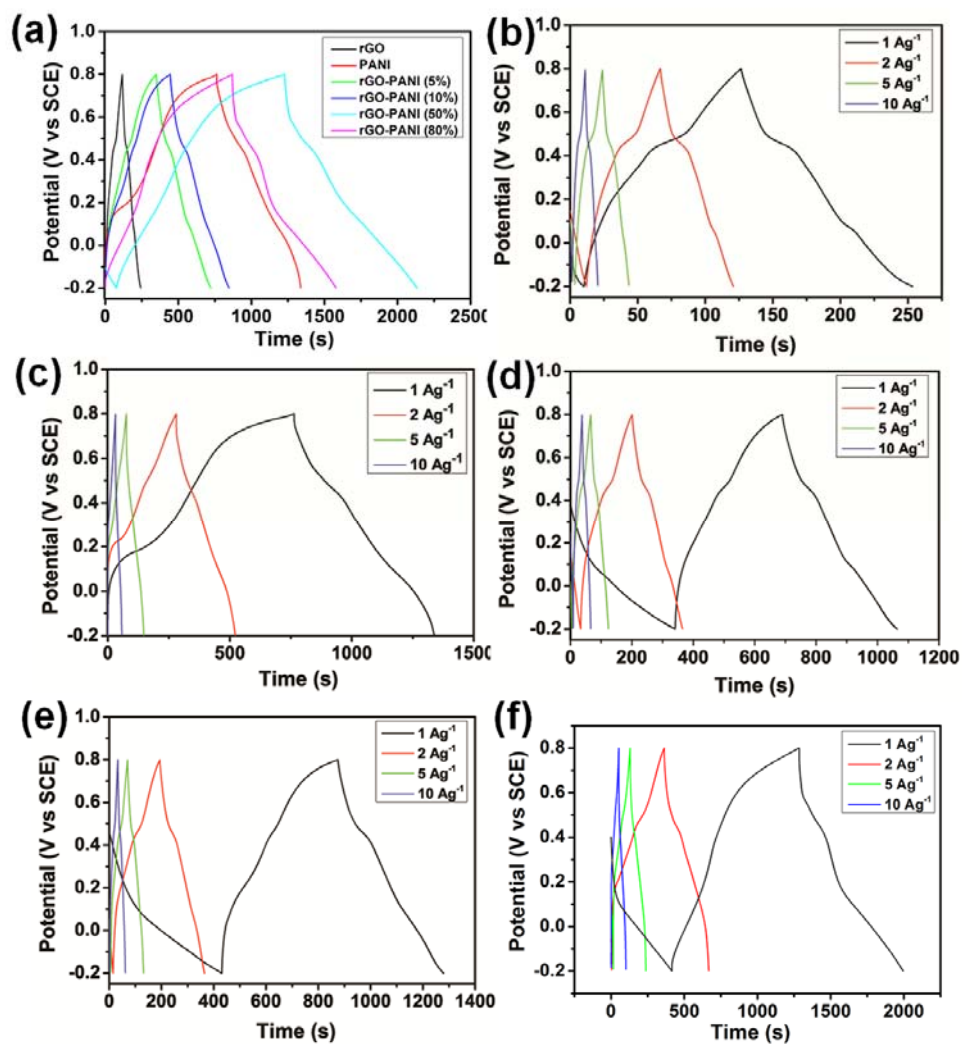 (a)
Potential (V vs SCE)
1.0
0.8
0.6
0.4
0.2
0.0
-0.2
rGO
PANI
rGO-PANI (5%)
rGO-PANI (10%)
rGO-PANI (50%)
rGO-PANI (80%)
0 500 1000 1500 2000 2500
Time (s)
(b)
Potential (V vs SCE)
1.0
0.8
0.6
0.4
0.2
0.0
-0.2
1 Ag⁻¹
2 Ag⁻¹
5 Ag⁻¹
10 Ag⁻¹
0 50 100 150 200 250
Time (s)
(c)
Potential (V vs SCE)
1.0
0.8
0.6
0.4
0.2
0.0
-0.2
1 Ag⁻¹
2 Ag⁻¹
5 Ag⁻¹
10 Ag⁻¹
0 500 1000 1500
Time (s)
(d)
Potential (V vs SCE)
1.0
0.8
0.6
0.4
0.2
0.0
-0.2
1 Ag⁻¹
2 Ag⁻¹
5 Ag⁻¹
10 Ag⁻¹
0 200 400 600 800 1000 1200
Time (s)
(e)
Potential (V vs SCE)
1.0
0.8
0.6
0.4
0.2
0.0
-0.2
1 Ag⁻¹
2 Ag⁻¹
5 Ag⁻¹
10 Ag⁻¹
0 200 400 600 800 1000 1200 1400
Time (s)
(f)
Potential (V vs SCE)
1.0
0.8
0.6
0.4
0.2
0.0
-0.2
1 Ag⁻¹
2 Ag⁻¹
5 Ag⁻¹
10 Ag⁻¹
0 500 1000 1500 2000
Time (s)